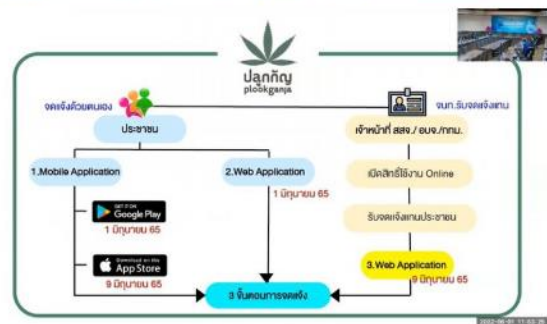 ปลูกกัญ
plookganja
จดแจ้งด้วยตนเอง
จนท.รับจดแจ้งแทน
ประชาชน
เจ้าหน้าที่ สสจ./ อบจ./กทม.
1.Mobile Application
2.Web Application
เปิดสิทธิ์ใช้งาน Online
1 มิถุนายน 65
GET IT ON
Google Play
1 มิถุนายน 65
รับจดแจ้งแทนประชาชน
Download on the
App Store
3.Web Application
9 มิถุนายน 65
9 มิถุนายน 65
3 ขั้นตอนการจดแจ้ง